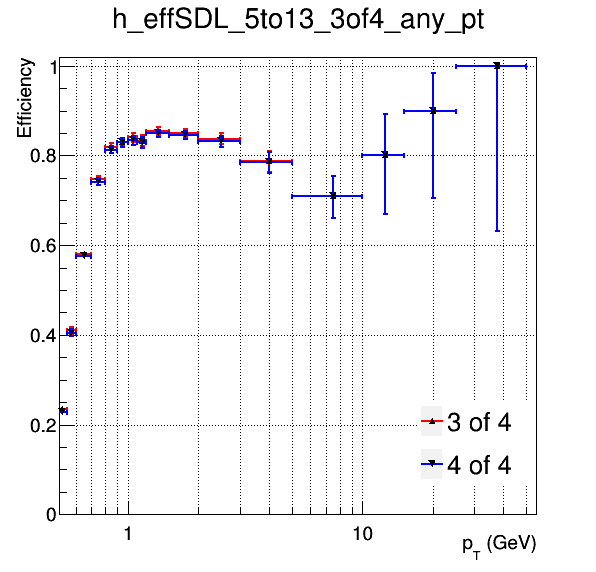 h_effSDL_5to13_3of4_any_pt
Efficiency
1
0.8
0.6
0.4
0.2
0
3 of 4
4 of 4
1
10
p_T (GeV)